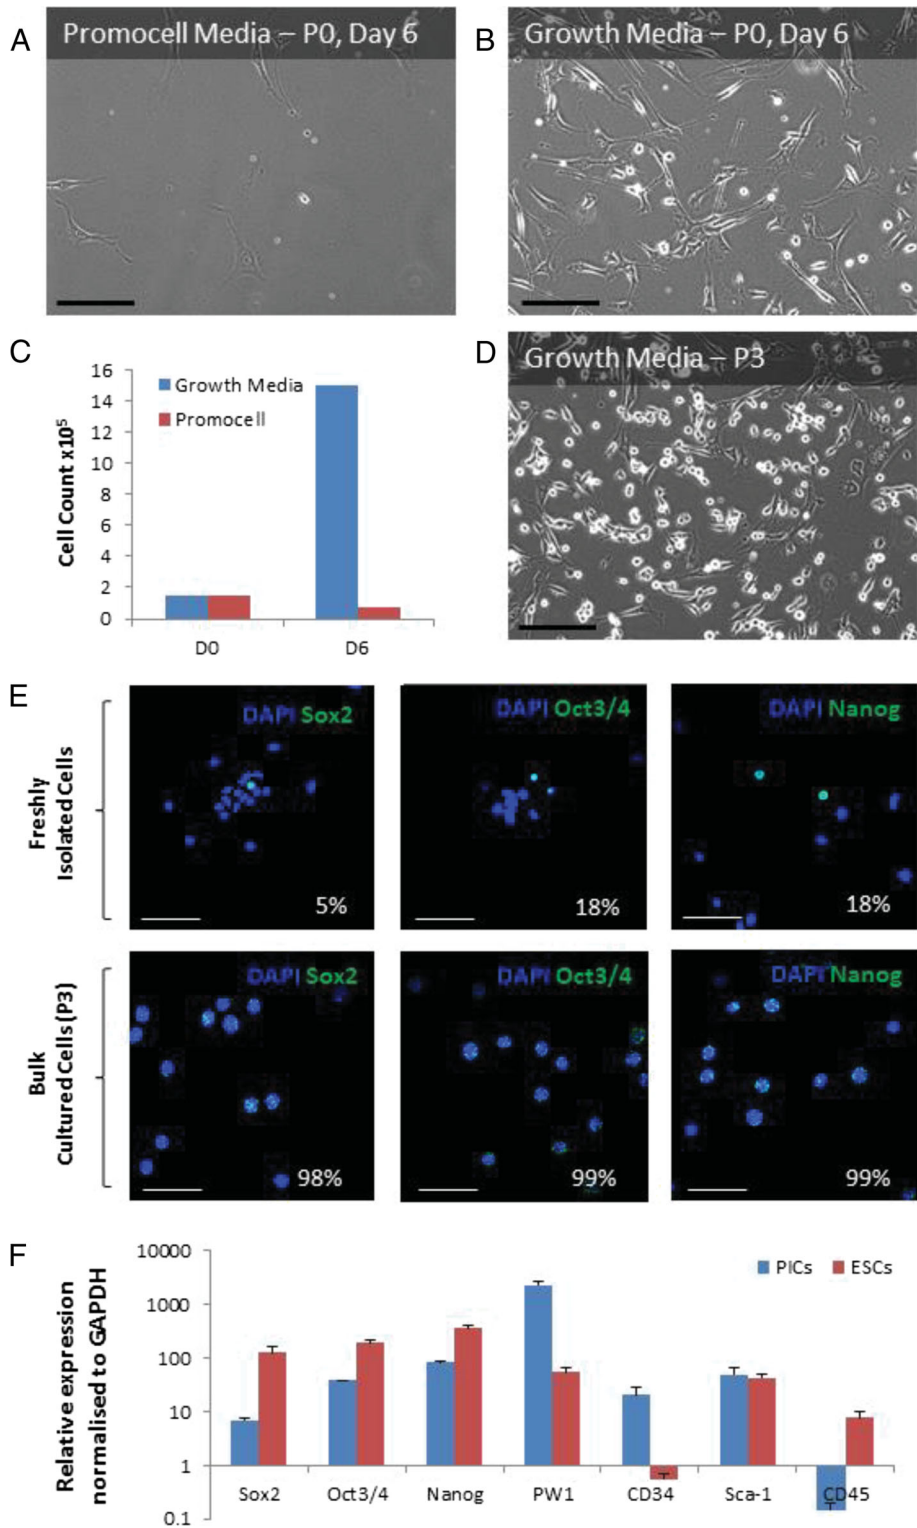 A
Promocell Media – P0, Day 6
B
Growth Media – P0, Day 6
C
16
14
12
10
8
6
4
2
0
Cell Count x10⁵
Growth Media
Promocell
D0
D6
D
Growth Media – P3
E
Freshly
Isolated Cells
DAPI Sox2
5%
DAPI Oct3/4
18%
DAPI Nanog
18%
Bulk
Cultured Cells (P3)
DAPI Sox2
98%
DAPI Oct3/4
99%
DAPI Nanog
99%
F
Relative expression
normalised to GAPDH
10000
1000
100
10
1
0.1
PICs
ESCs
Sox2
Oct3/4
Nanog
PW1
CD34
Sca-1
CD45